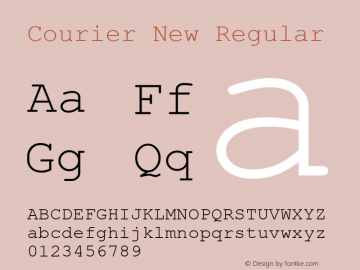 Courier New Regular
Aa Ff
a
Gg Qq
ABCDEFGHIJKLMNOPQRSTUVWXYZ
abcdefghijklmnopqrstuvwxyz
0123456789
© Design by fontke.com